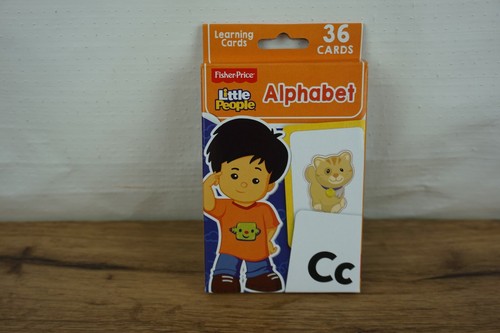 Learning
Cards
36
CARDS
Fisher-Price
Little
People
Alphabet
Cc